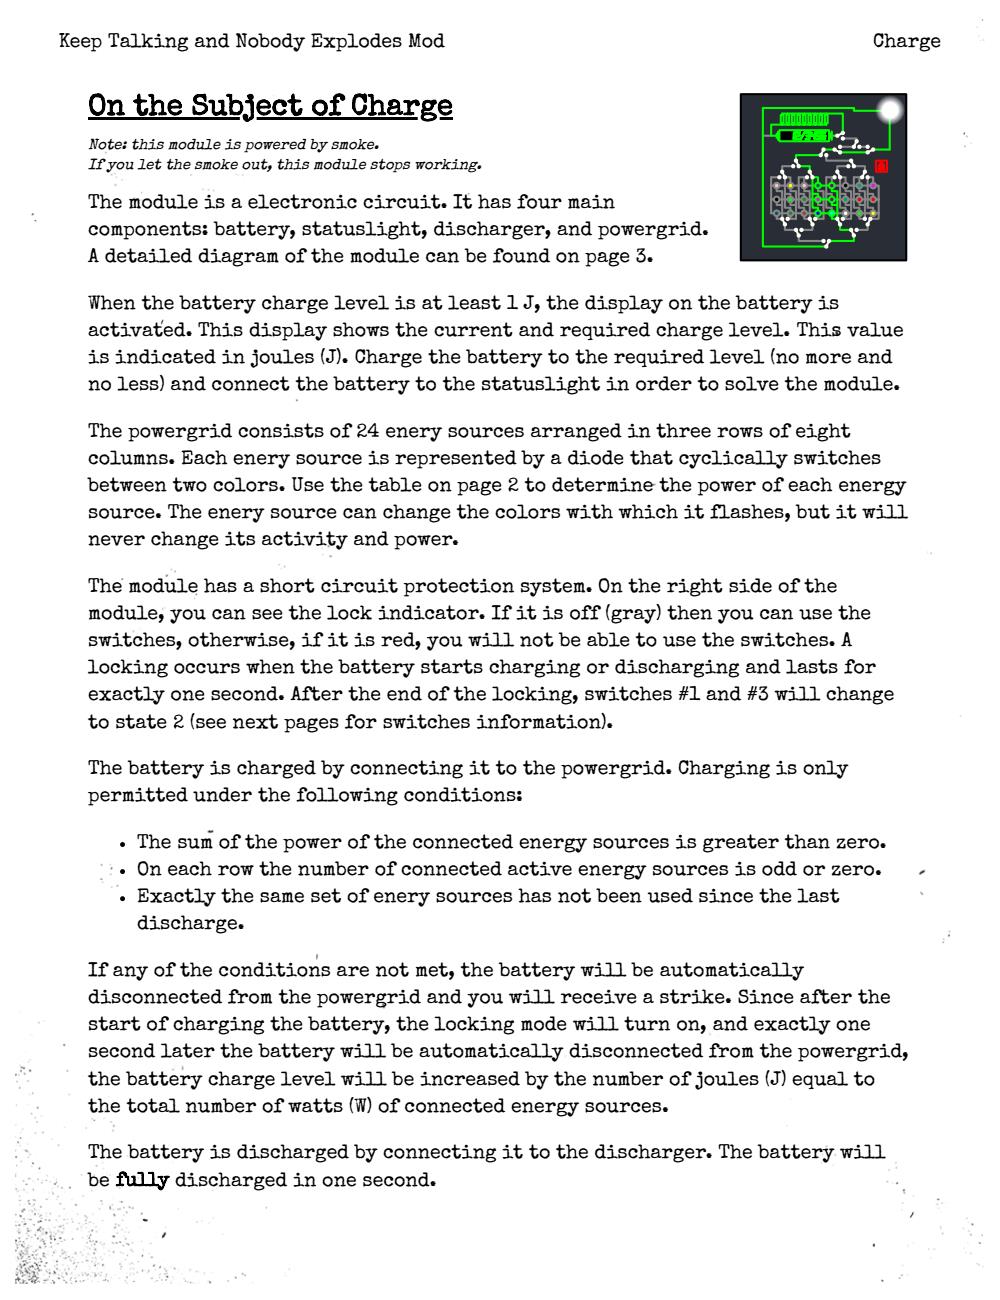 Keep Talking and Nobody Explodes Mod
Charge
On the Subject of Charge
Note: this module is powered by smoke.
If you let the smoke out, this module stops working.
The module is a electronic circuit. It has four main
components: battery, statuslight, discharger, and powergrid.
A detailed diagram of the module can be found on page 3.
When the battery charge level is at least 1 J, the display on the battery is
activated. This display shows the current and required charge level. This value
is indicated in joules (J). Charge the battery to the required level (no more and
no less) and connect the battery to the statuslight in order to solve the module.
The powergrid consists of 24 enery sources arranged in three rows of eight
columns. Each enery source is represented by a diode that cyclically switches
between two colors. Use the table on page 2 to determine the power of each energy
source. The enery source can change the colors with which it flashes, but it will
never change its activity and power.
The module has a short circuit protection system. On the right side of the
module, you can see the lock indicator. If it is off (gray) then you can use the
switches, otherwise, if it is red, you will not be able to use the switches. A
locking occurs when the battery starts charging or discharging and lasts for
exactly one second. After the end of the locking, switches #1 and #3 will change
to state 2 (see next pages for switches information).
The battery is charged by connecting it to the powergrid. Charging is only
permitted under the following conditions:
• The sum of the power of the connected energy sources is greater than zero.
• On each row the number of connected active energy sources is odd or zero.
• Exactly the same set of enery sources has not been used since the last
discharge.
If any of the conditions are not met, the battery will be automatically
disconnected from the powergrid and you will receive a strike. Since after the
start of charging the battery, the locking mode will turn on, and exactly one
second later the battery will be automatically disconnected from the powergrid,
the battery charge level will be increased by the number of joules (J) equal to
the total number of watts (W) of connected energy sources.
The battery is discharged by connecting it to the discharger. The battery will
be fully discharged in one second.